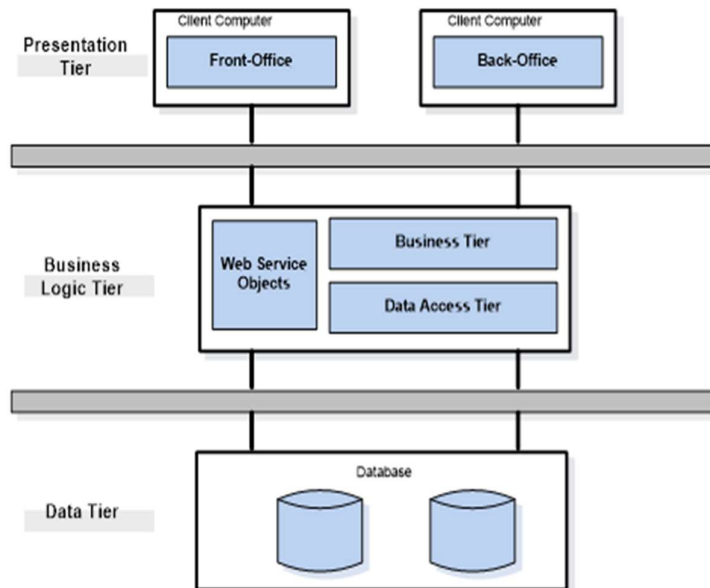 Client Computer
Client Computer
Presentation
Tier
Front-Office
Back-Office
Business
Logic Tier
Web Service
Objects
Business Tier
Data Access Tier
Database
Data Tier